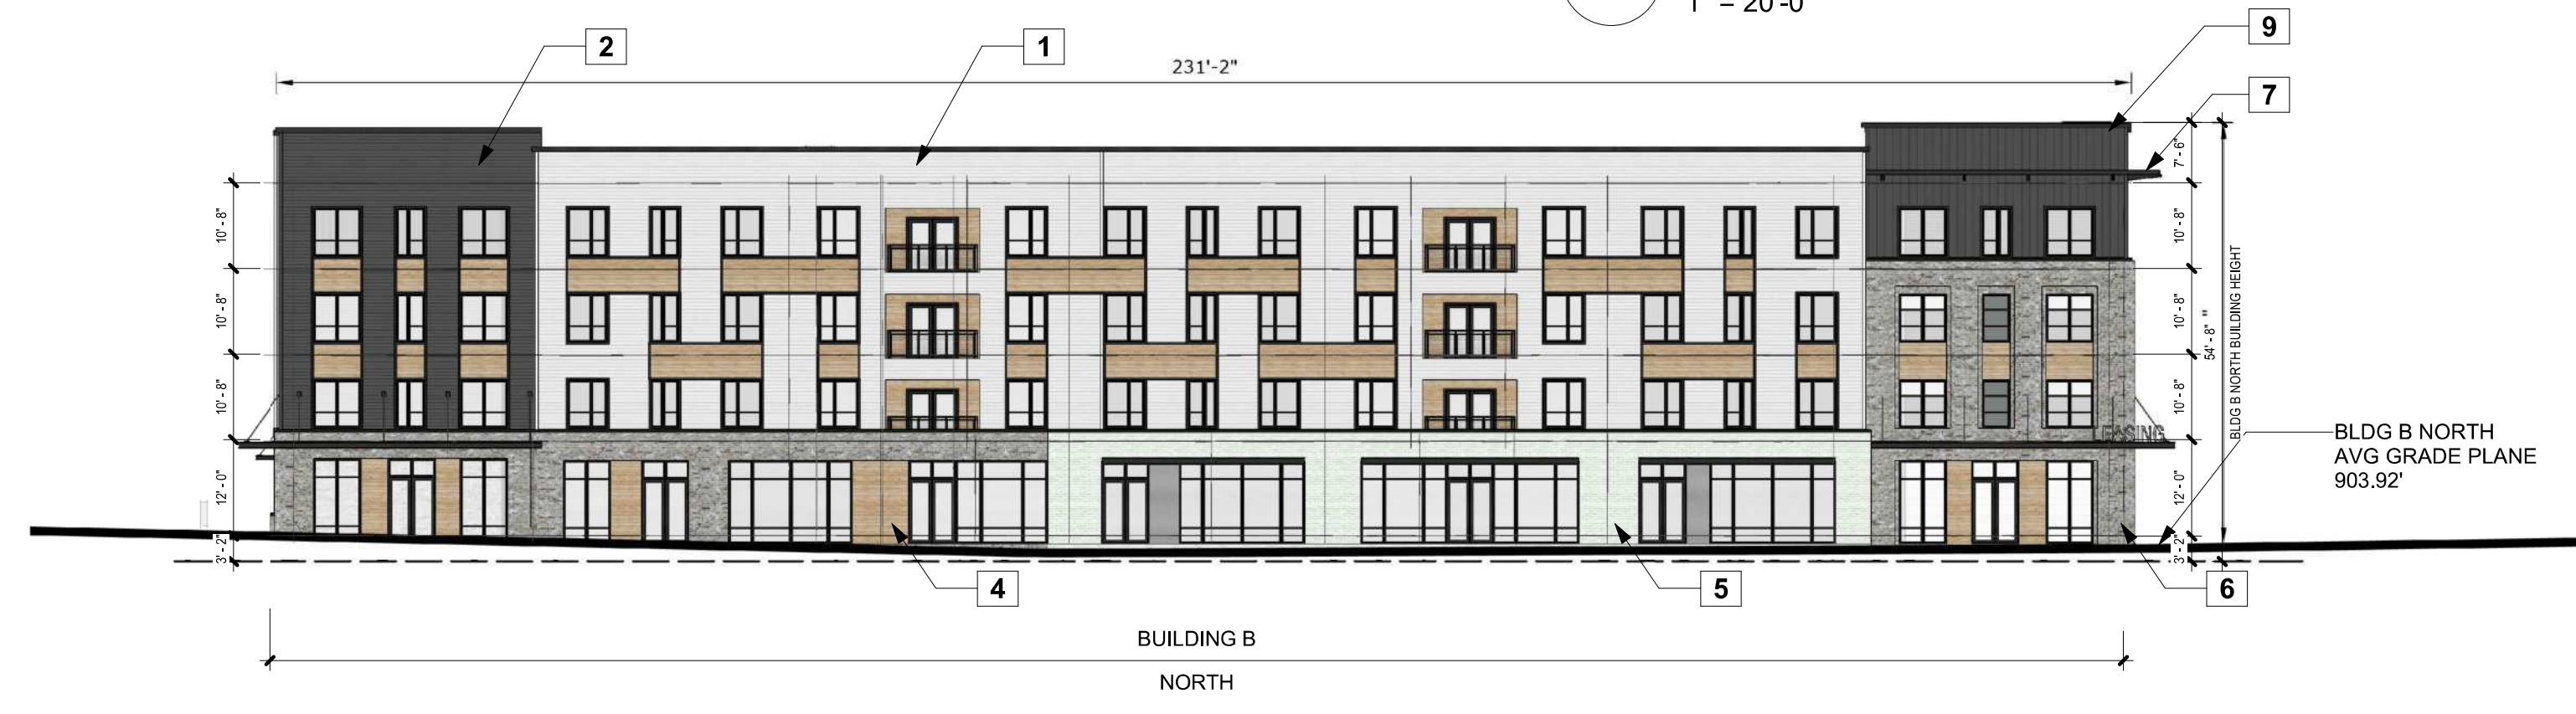 1" = 20'-0"
2
1
9
231'-2"
7
7' - 6"
10' - 8"
10' - 8"
10' - 8"
10' - 8"
10' - 8"
10' - 8"
54' - 8" "
BLDG B NORTH BUILDING HEIGHT
LEASING
BLDG B NORTH
AVG GRADE PLANE
903.92'
12' - 0"
12' - 0"
3' - 2"
3' - 2"
4
5
6
BUILDING B
NORTH